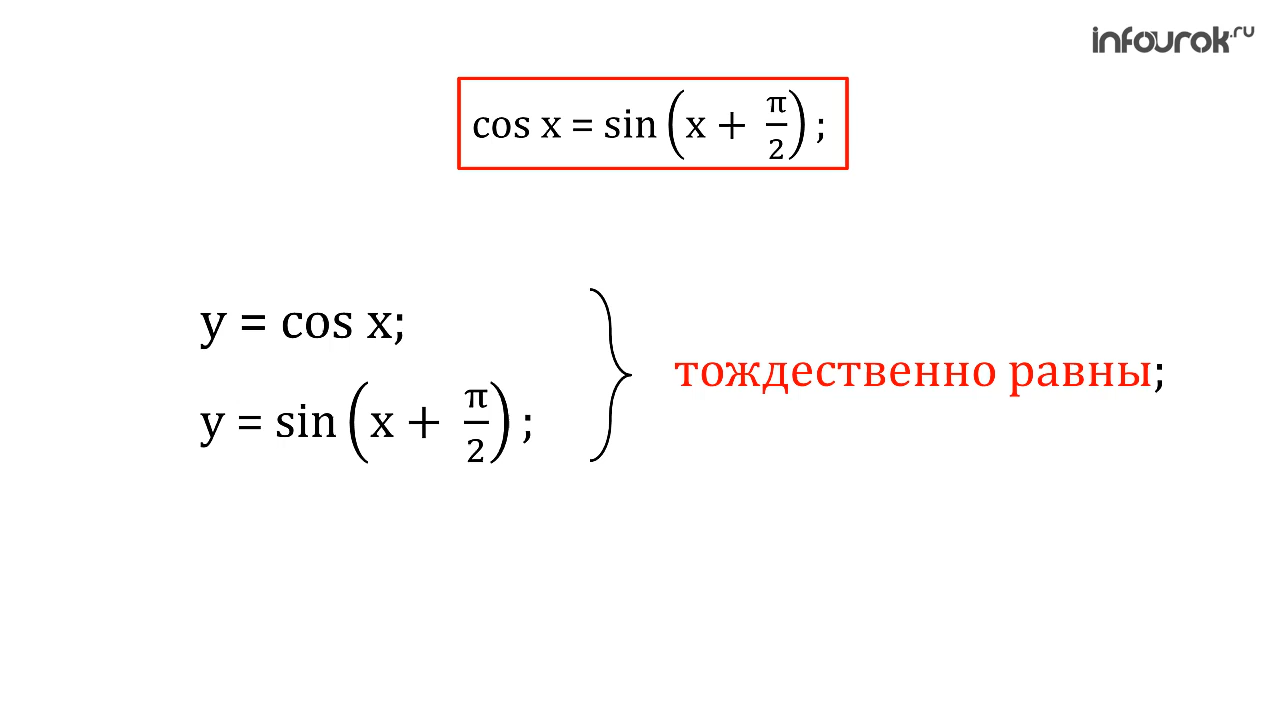 infourok.ru
cos x = sin (x + π/2) ;
y = cos x;
y = sin (x + π/2) ;
тождественно равны;